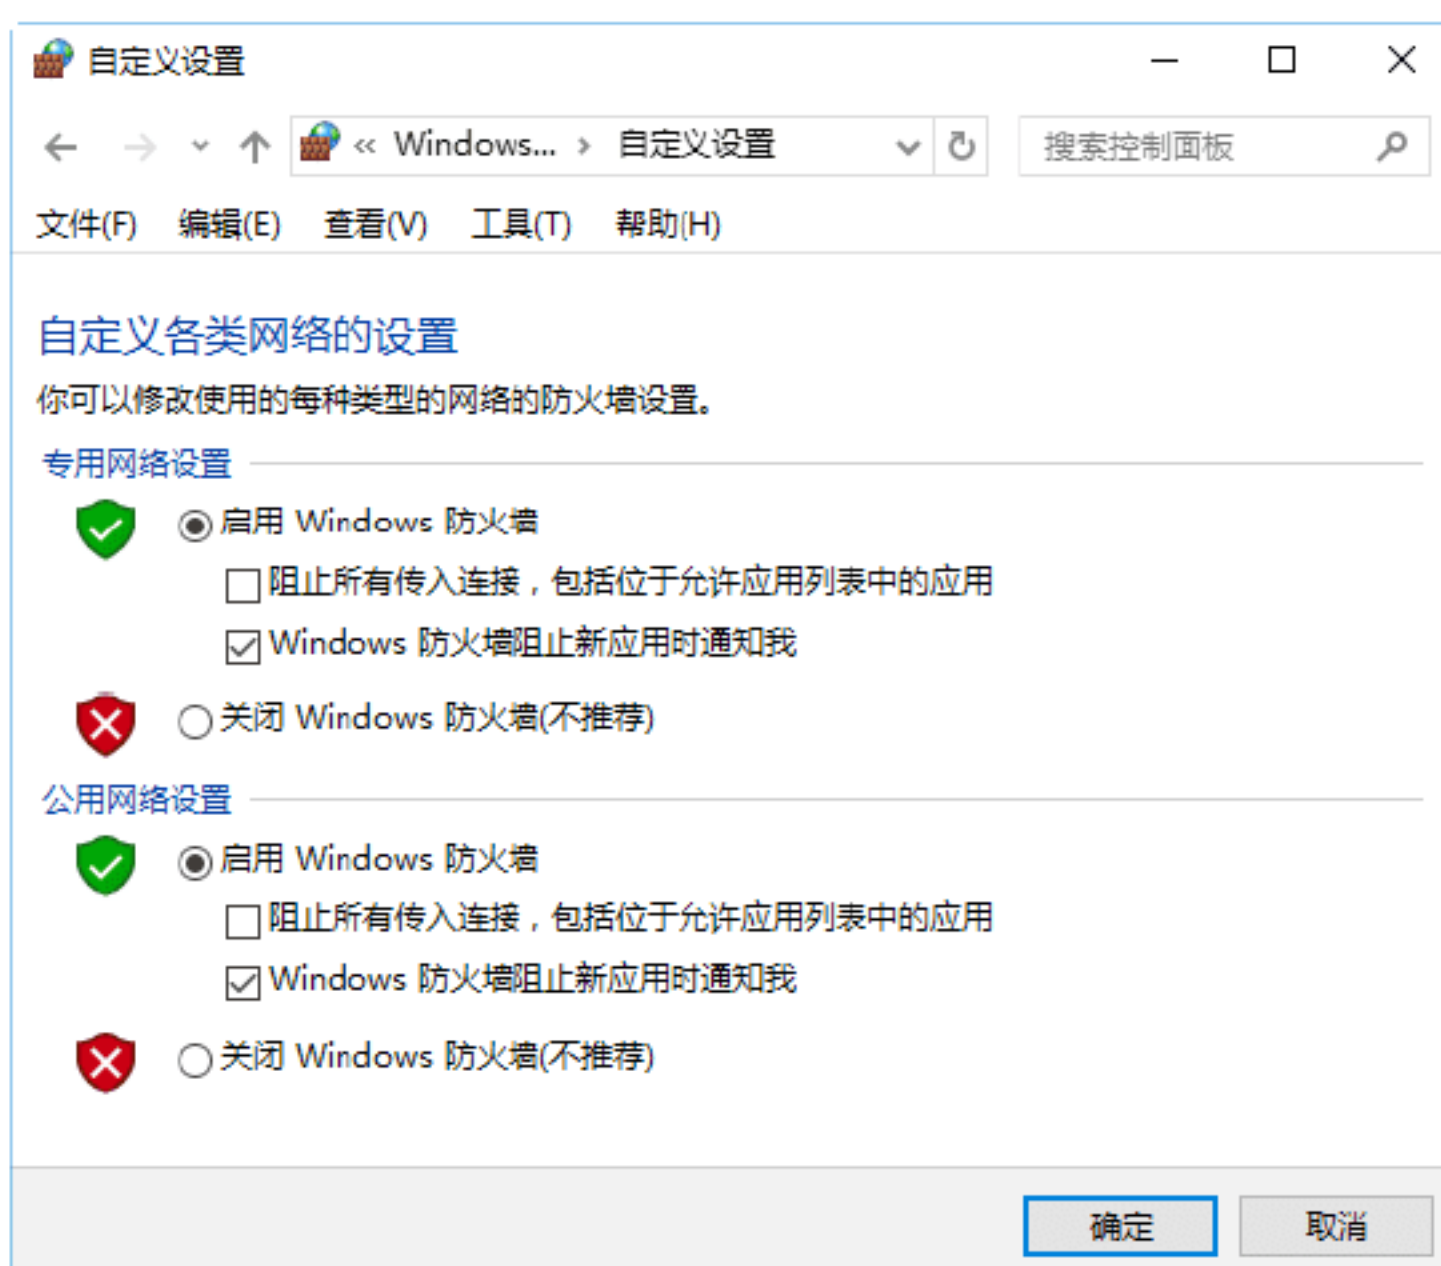 自定义设置
« Windows... › 自定义设置 搜索控制面板
文件(F) 编辑(E) 查看(V) 工具(T) 帮助(H)
自定义各类网络的设置
你可以修改使用的每种类型的网络的防火墙设置。
专用网络设置
启用 Windows 防火墙
阻止所有传入连接，包括位于允许应用列表中的应用
Windows 防火墙阻止新应用时通知我
关闭 Windows 防火墙(不推荐)
公用网络设置
启用 Windows 防火墙
阻止所有传入连接，包括位于允许应用列表中的应用
Windows 防火墙阻止新应用时通知我
关闭 Windows 防火墙(不推荐)
确定 取消